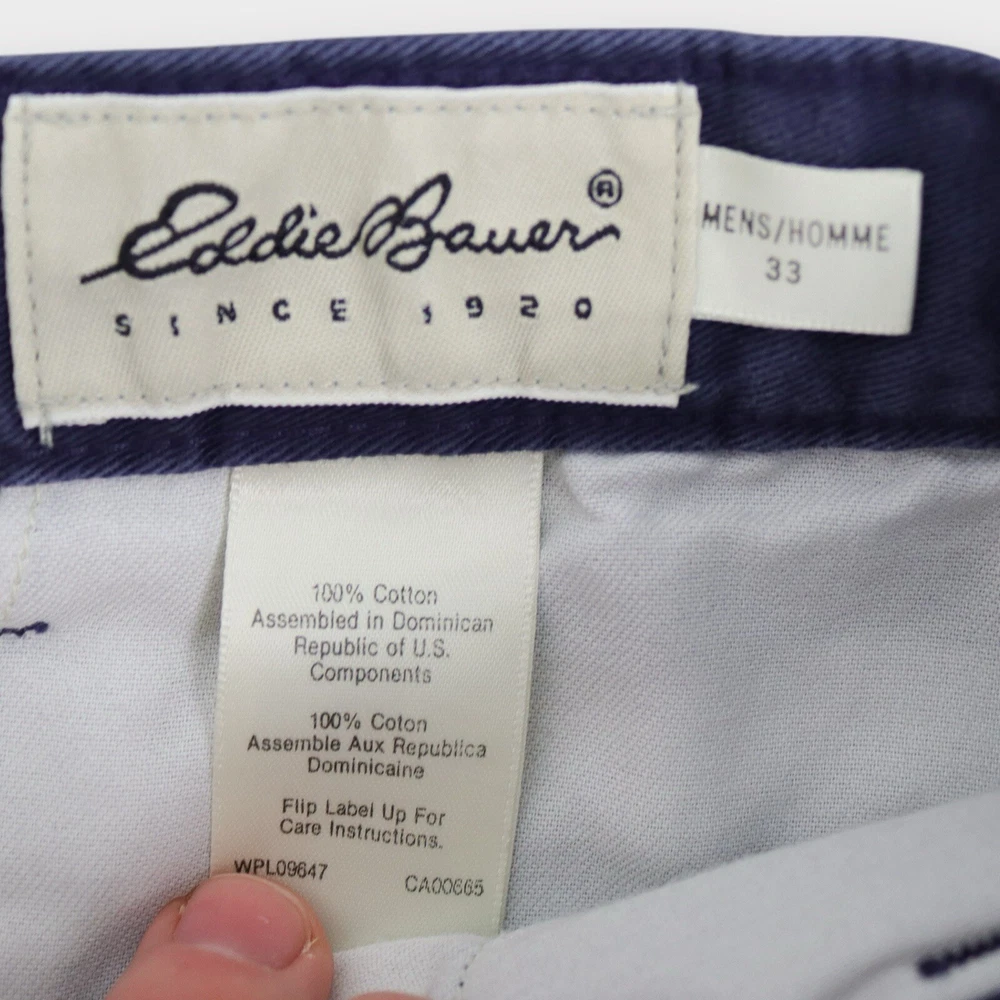 Eddie Bauer ®
SINCE 1920
MENS/HOMME
33
100% Cotton
Assembled in Dominican
Republic of U.S.
Components
100% Coton
Assemble Aux Republica
Dominicaine
Flip Label Up For
Care Instructions.
WPL09647
CA00665